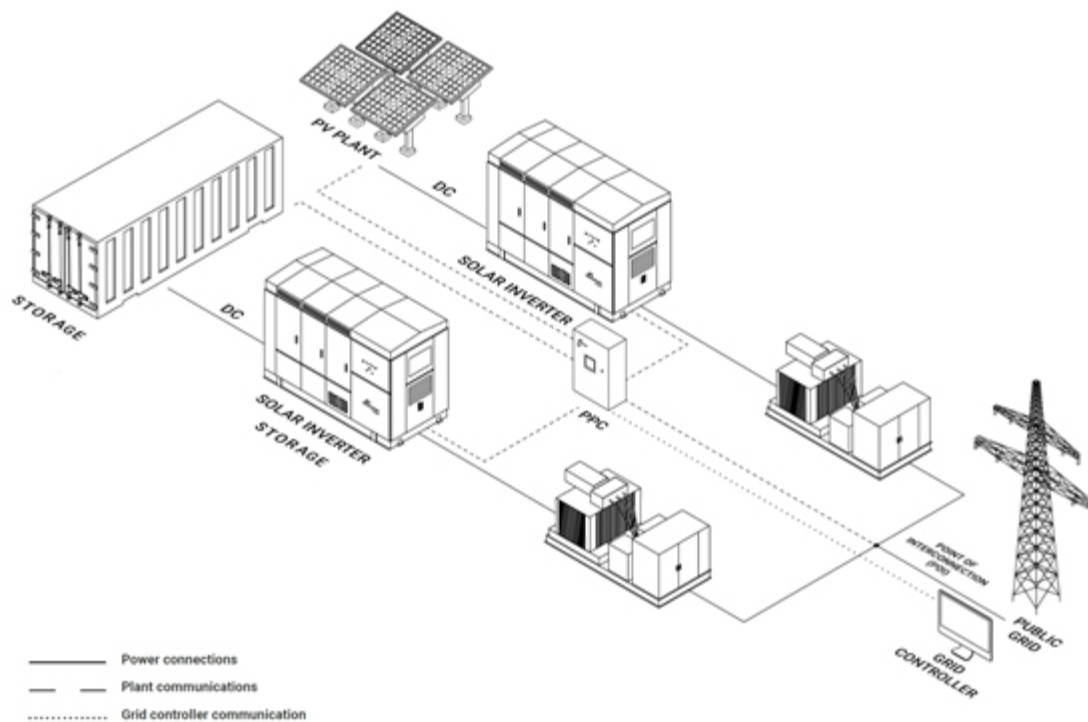 PV PLANT
DC
SOLAR INVERTER
STORAGE
DC
SOLAR INVERTER
STORAGE
PPC
POINT OF
INTERCONNECTION
(POI)
PUBLIC
GRID
GRID
CONTROLLER
Power connections
Plant communications
Grid controller communication